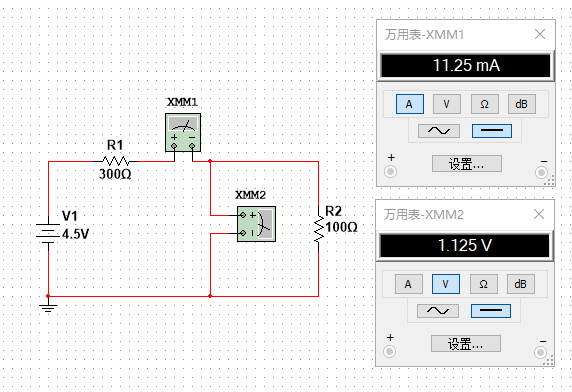 万用表-XMM1
11.25 mA
A V Ω dB
设置...
+ −
XMM1
+ −
R1
300Ω
XMM2
+
−
V1
4.5V
R2
100Ω
万用表-XMM2
1.125 V
A V Ω dB
设置...
+ −